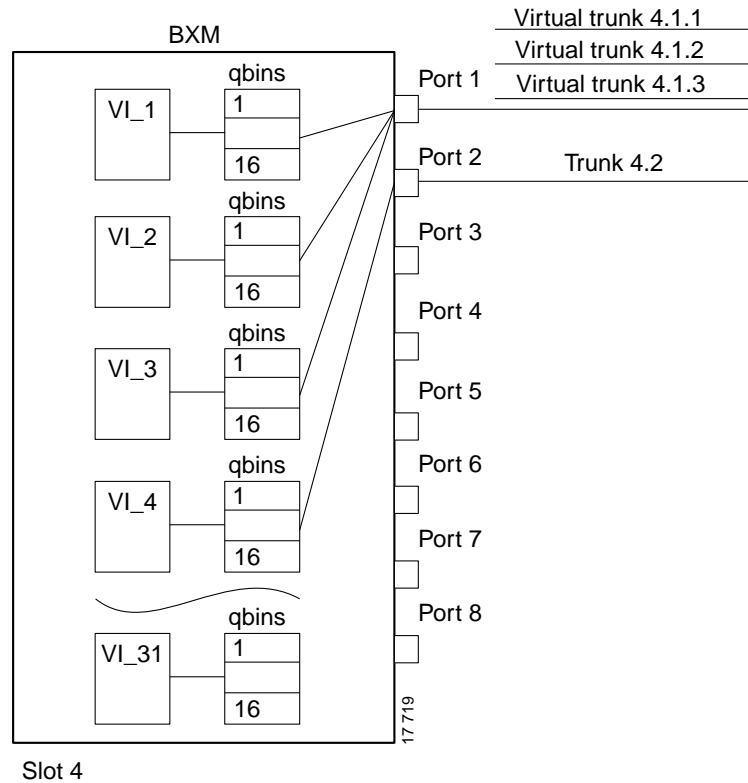 Virtual trunk 4.1.1
BXM
Virtual trunk 4.1.2
qbins
Port 1
Virtual trunk 4.1.3
VI_1
1
16
Port 2
Trunk 4.2
qbins
VI_2
1
Port 3
16
Port 4
qbins
VI_3
1
Port 5
16
qbins
Port 6
VI_4
1
Port 7
16
qbins
Port 8
VI_31
1
16
17 719
Slot 4